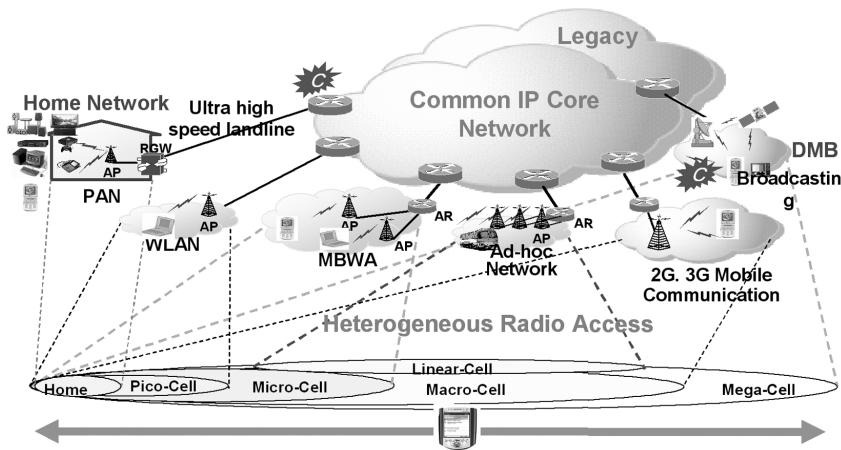 Legacy
C
Home Network
Ultra high
speed landline
Common IP Core
Network
RGW
AP
PAN
DMB
C
Broadcastin
g
AP
WLAN
AP
AR
AP
MBWA
AP
AR
Ad-hoc
Network
2G. 3G Mobile
Communication
Heterogeneous Radio Access
Linear-Cell
Home
Pico-Cell
Micro-Cell
Macro-Cell
Mega-Cell